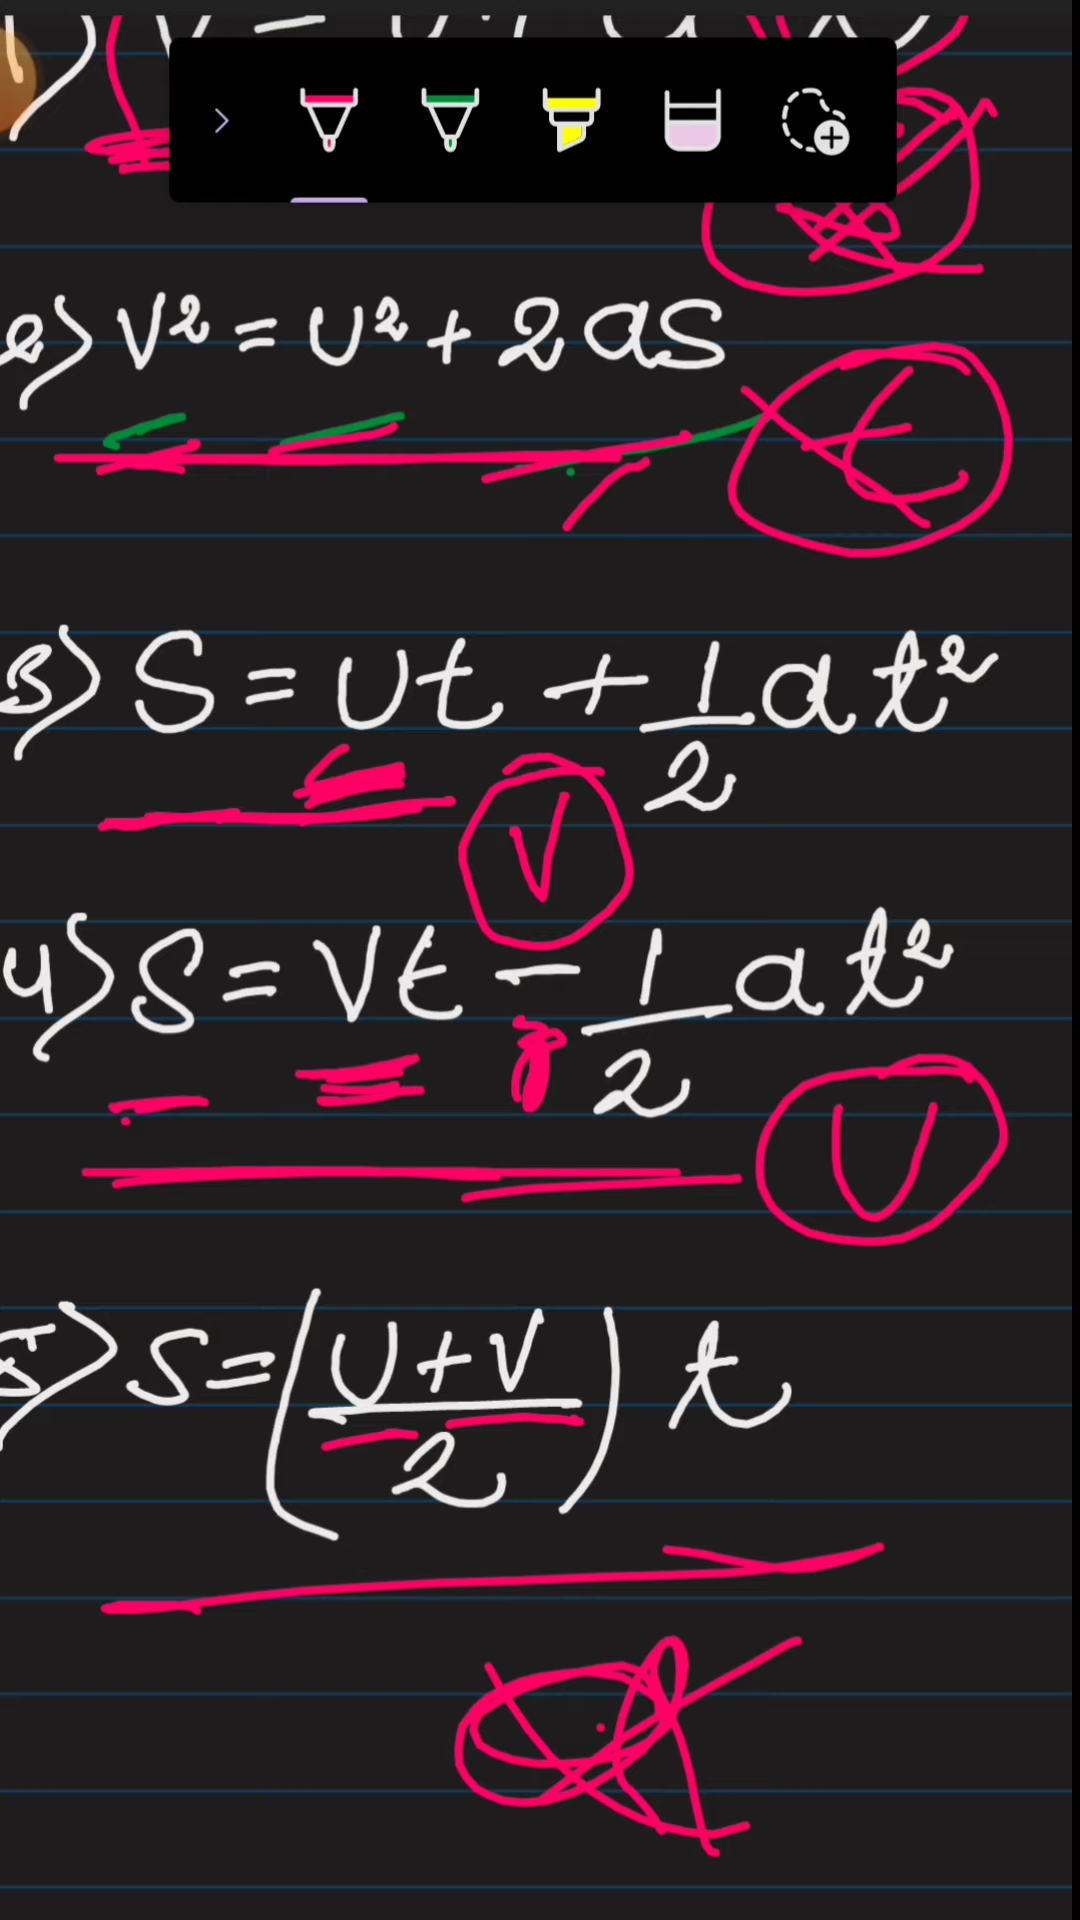 2) V² = U² + 2as
t
3) S = Ut + 1/2 at²
V
4) S = Vt - 1/2 at²
U
5) S = (U+V/2) t
a